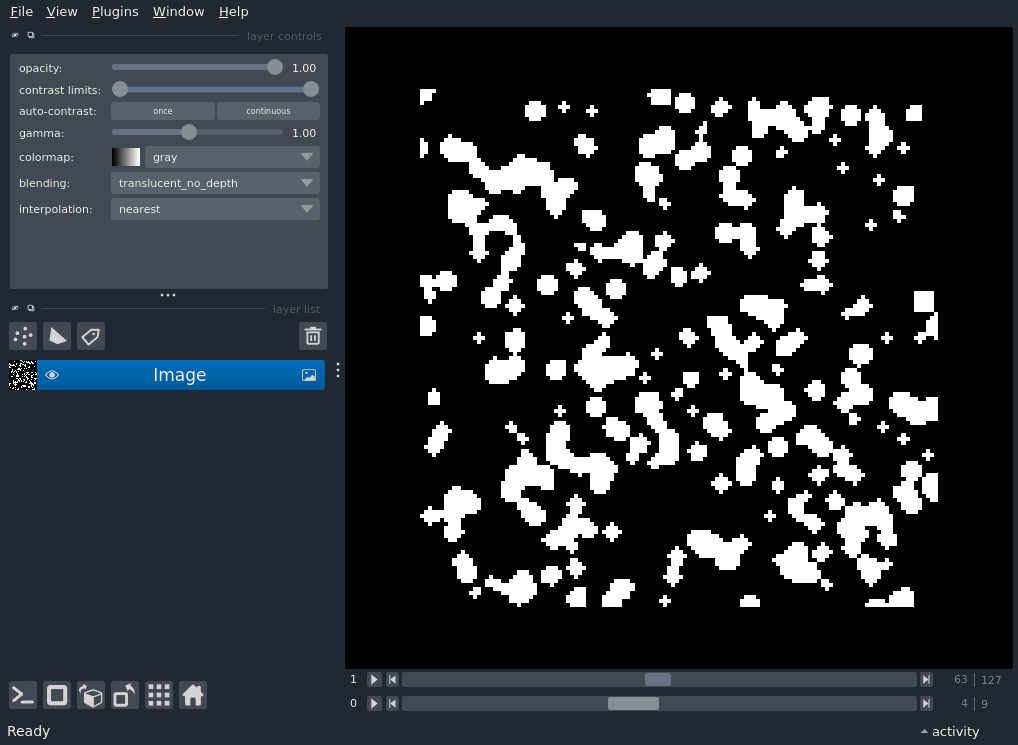 File View Plugins Window Help
layer controls
opacity: 1.00
contrast limits:
auto-contrast: once continuous
gamma: 1.00
colormap: gray
blending: translucent_no_depth
interpolation: nearest
layer list
Image
1 63 127
0 4 9
Ready activity